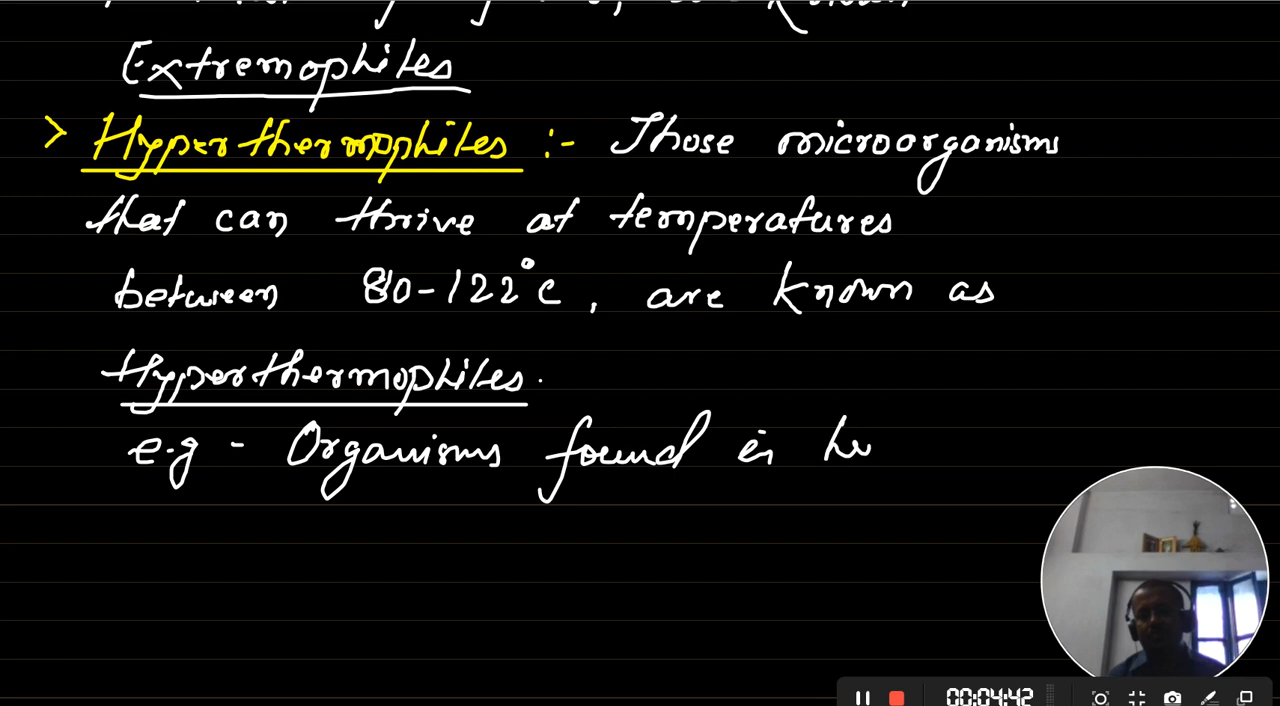 Extremophiles
> Hyperthermophiles :- Those microorganisms
that can thrive at temperatures
between 80-122°C, are known as
Hyperthermophiles.
e.g - Organisms found in
00:04:42